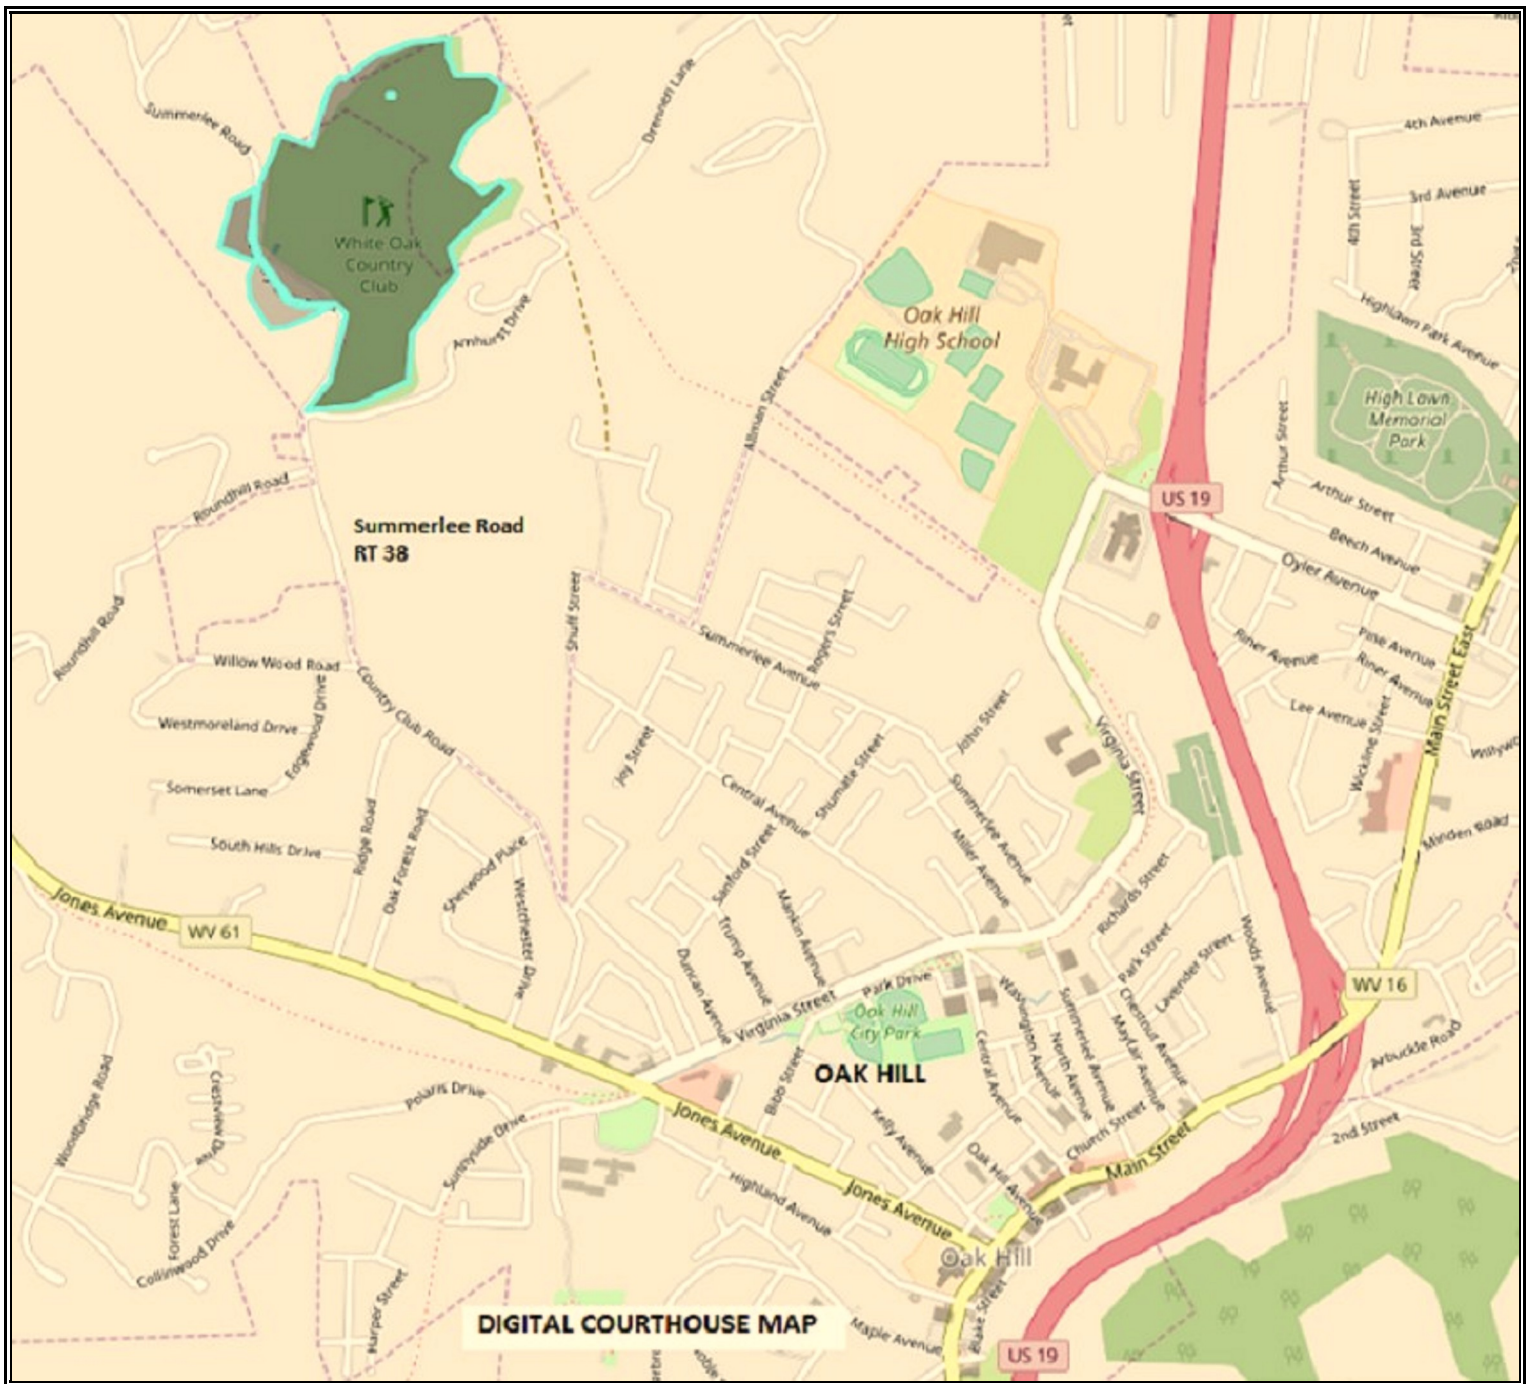 Summerlee Road
Drennen Lane
4th Avenue
3rd Avenue
4th Street
3rd Street
White Oak
Country
Club
Amhurst Drive
Oak Hill
High School
Highlawn Park Avenue
High Lawn
Memorial
Park
Allman Street
Arthur Street
US 19
Arthur Street
Beech Avenue
Oyler Avenue
Roundhill Road
Summerlee Road
RT 38
Shuff Street
Rogers Street
Summerlee Avenue
Roundhill Road
Willow Wood Road
Country Club Road
Westmoreland Drive
Edgewood Drive
Somerset Lane
South Hills Drive
Ridge Road
Oak Forest Road
Sherwood Place
Westchester Drive
Joy Street
Central Avenue
Shumate Street
John Street
Sanford Street
Mankin Avenue
Trump Avenue
Duncan Avenue
Summerlee Avenue
Miller Avenue
Virginia Street
Riner Avenue
Pine Avenue
Riner Avenue
Lee Avenue
Wickline Street
Main Street East
Minden Road
Richards Street
Park Street
Lavender Street
Woods Avenue
Jones Avenue
WV 61
WV 16
Virginia Street
Park Drive
Oak Hill
City Park
OAK HILL
Washington Avenue
Summerlee Avenue
Chestnut Avenue
Mayfair Avenue
North Avenue
Central Avenue
Church Street
Arbuckle Road
2nd Street
Woodbridge Road
Crestview Drive
Polaris Drive
Sunnyside Drive
Bibb Street
Jones Avenue
Kelly Avenue
Oak Hill Avenue
Main Street
Highland Avenue
Jones Avenue
Forest Lane
Collinwood Drive
Harper Street
Oak Hill
Blake Street
DIGITAL COURTHOUSE MAP
Maple Avenue
US 19